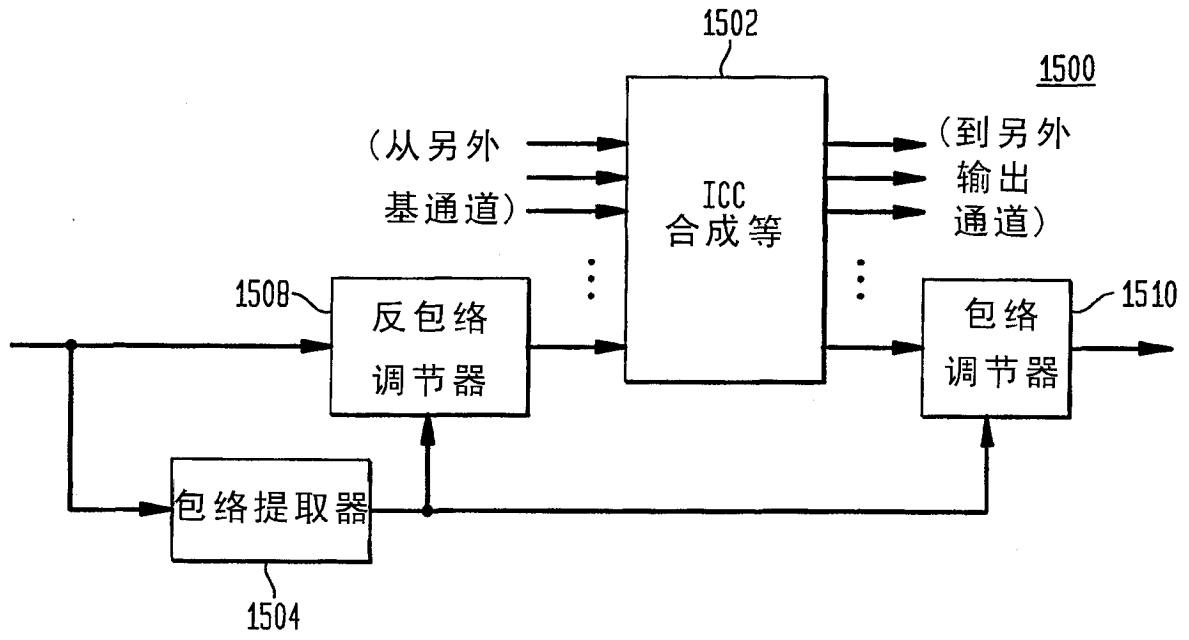 1502
1500
(从另外
基通道)
ICC
合成等
(到另外
输出
通道)
1508
反包络
调节器
包络
调节器
1510
包络提取器
1504